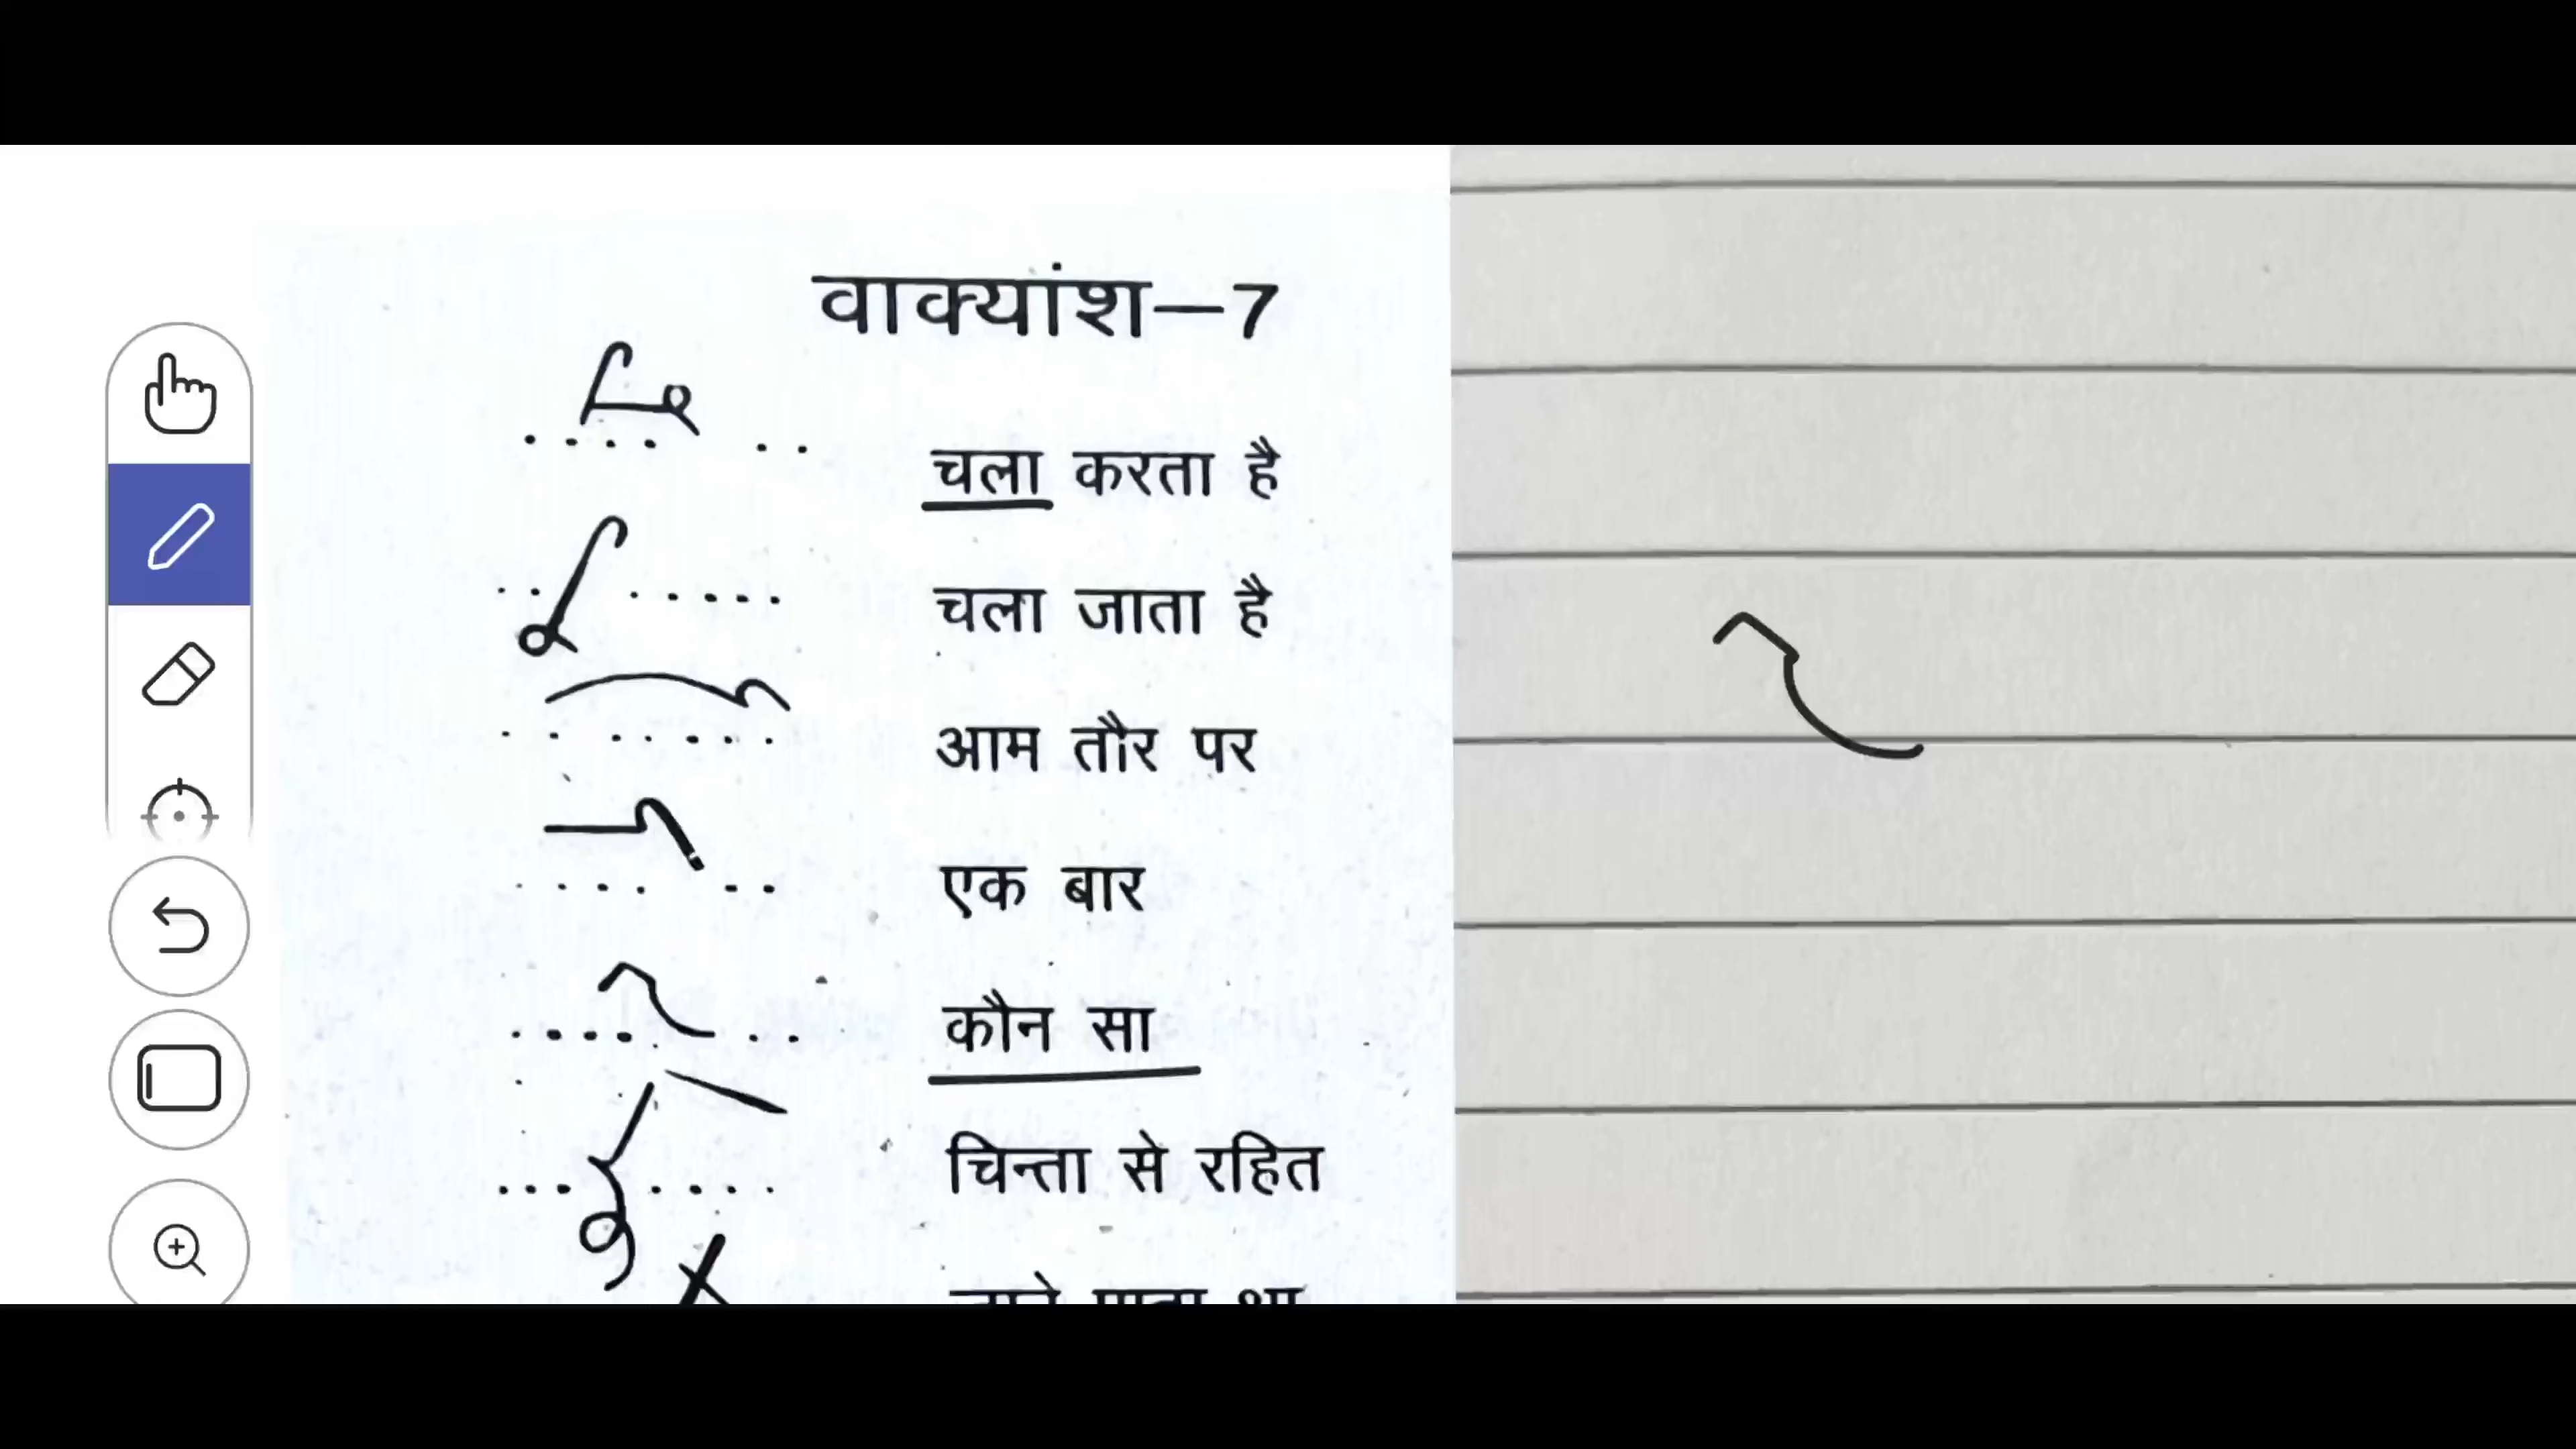 वाक्यांश–7
चला करता है
चला जाता है
आम तौर पर
एक बार
कौन सा
चिन्ता से रहित